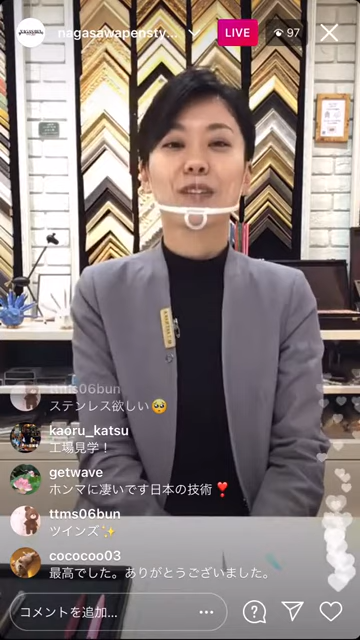 nagasawapensty...
LIVE
97
ttms06bun
ステンレス欲しい🥺
kaoru_katsu
工場見学！
getwave
ホンマに凄いです日本の技術❣️
ttms06bun
ツインズ✨
cococoo03
最高でした。ありがとうございました。
コメントを追加...